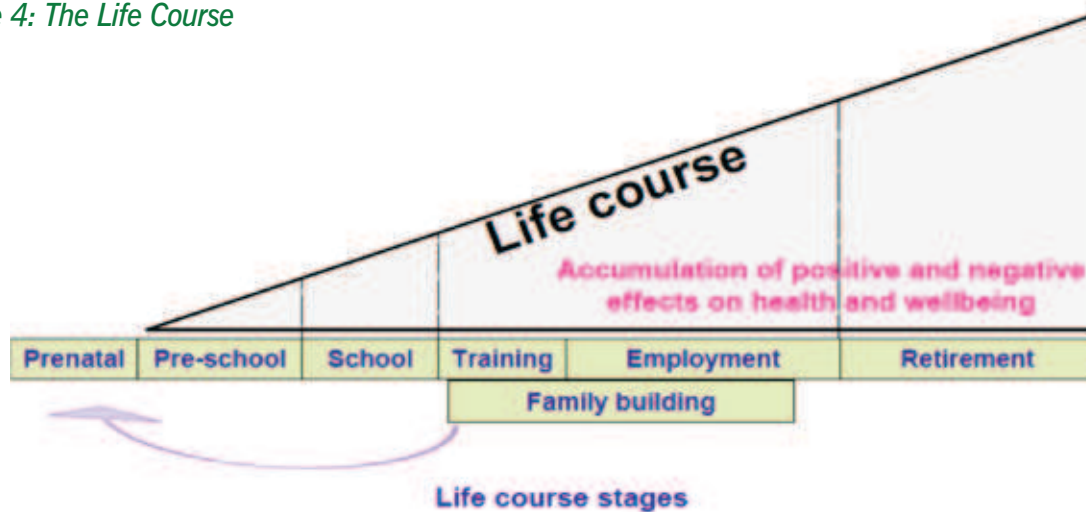 4: The Life Course
Life course
Accumulation of positive and negative
effects on health and wellbeing
Prenatal Pre-school School Training Employment Retirement
Family building
Life course stages